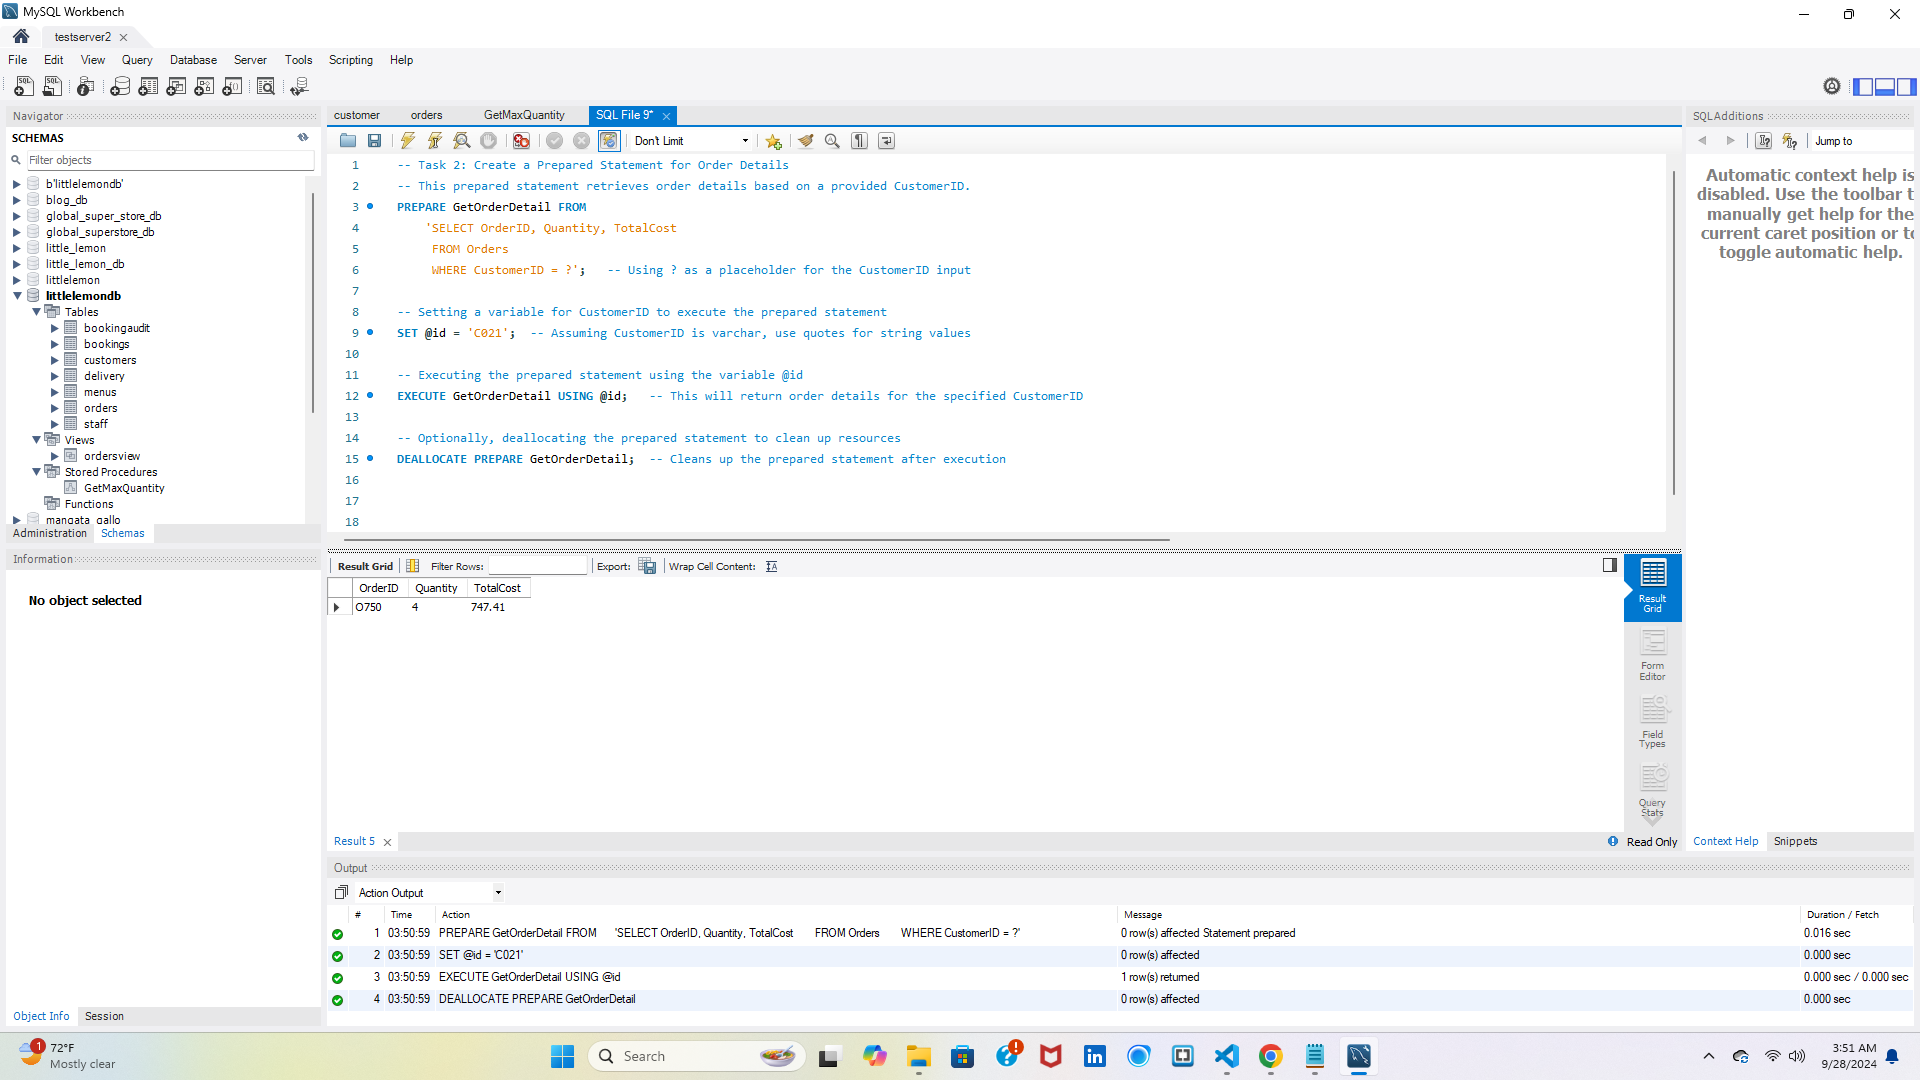 MySQL Workbench
testserver2
File Edit View Query Database Server Tools Scripting Help
Navigator
SCHEMAS
Filter objects
b'littlelemondb'
blog_db
global_super_store_db
global_superstore_db
little_lemon
little_lemon_db
littlelemon
littlelemondb
Tables
bookingaudit
bookings
customers
delivery
menus
orders
staff
Views
ordersview
Stored Procedures
GetMaxQuantity
Functions
mangata_gallo
Administration Schemas
Information
No object selected
Object Info Session
customer orders GetMaxQuantity SQL File 9*
Don't Limit
1 -- Task 2: Create a Prepared Statement for Order Details
2 -- This prepared statement retrieves order details based on a provided CustomerID.
3 PREPARE GetOrderDetail FROM
4 'SELECT OrderID, Quantity, TotalCost
5 FROM Orders
6 WHERE CustomerID = ?'; -- Using ? as a placeholder for the CustomerID input
7
8 -- Setting a variable for CustomerID to execute the prepared statement
9 SET @id = 'C021'; -- Assuming CustomerID is varchar, use quotes for string values
10
11 -- Executing the prepared statement using the variable @id
12 EXECUTE GetOrderDetail USING @id; -- This will return order details for the specified CustomerID
13
14 -- Optionally, deallocating the prepared statement to clean up resources
15 DEALLOCATE PREPARE GetOrderDetail; -- Cleans up the prepared statement after execution
16
17
18
Result Grid Filter Rows: Export: Wrap Cell Content:
OrderID Quantity TotalCost
O750 4 747.41
Result
Grid
Form
Editor
Field
Types
Query
Stats
Result 5 Read Only
SQLAdditions
Jump to
Automatic context help is
disabled. Use the toolbar t
manually get help for the
current caret position or to
toggle automatic help.
Context Help Snippets
Output
Action Output
# Time Action Message Duration / Fetch
1 03:50:59 PREPARE GetOrderDetail FROM 'SELECT OrderID, Quantity, TotalCost FROM Orders WHERE CustomerID = ?' 0 row(s) affected Statement prepared 0.016 sec
2 03:50:59 SET @id = 'C021' 0 row(s) affected 0.000 sec
3 03:50:59 EXECUTE GetOrderDetail USING @id 1 row(s) returned 0.000 sec / 0.000 sec
4 03:50:59 DEALLOCATE PREPARE GetOrderDetail 0 row(s) affected 0.000 sec
1
72°F
Mostly clear
Search
3:51 AM
9/28/2024